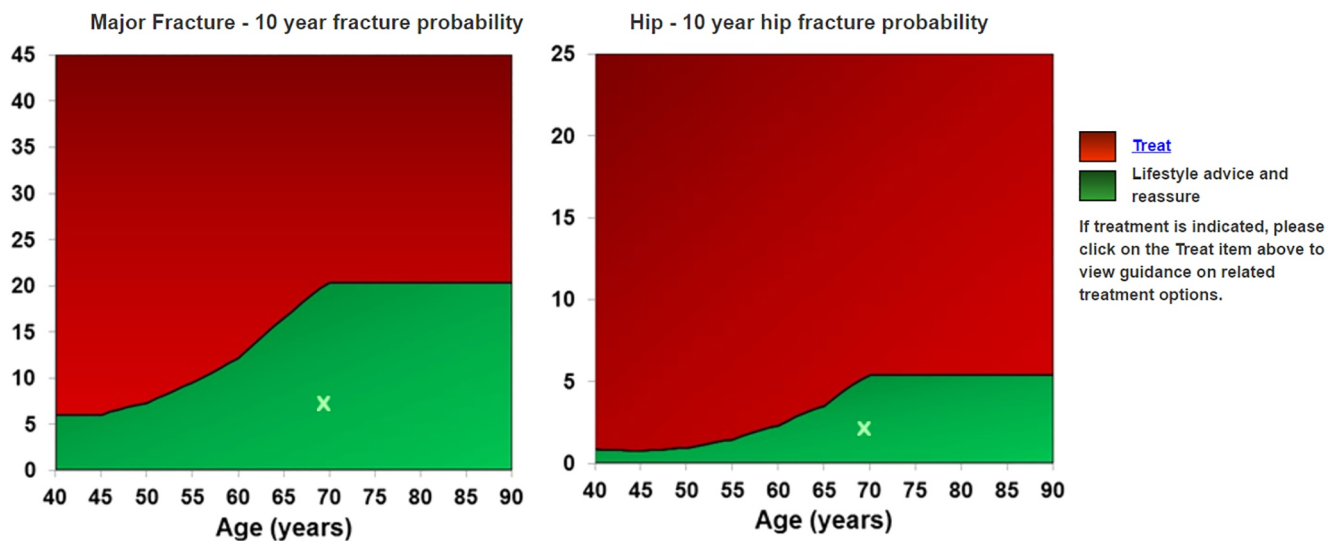 Major Fracture - 10 year fracture probability
45
40
35
30
25
20
15
10
5
0
40 45 50 55 60 65 70 75 80 85 90
Age (years)
Hip - 10 year hip fracture probability
25
20
15
10
5
0
40 45 50 55 60 65 70 75 80 85 90
Age (years)
Treat
Lifestyle advice and
reassure
If treatment is indicated, please
click on the Treat item above to
view guidance on related
treatment options.